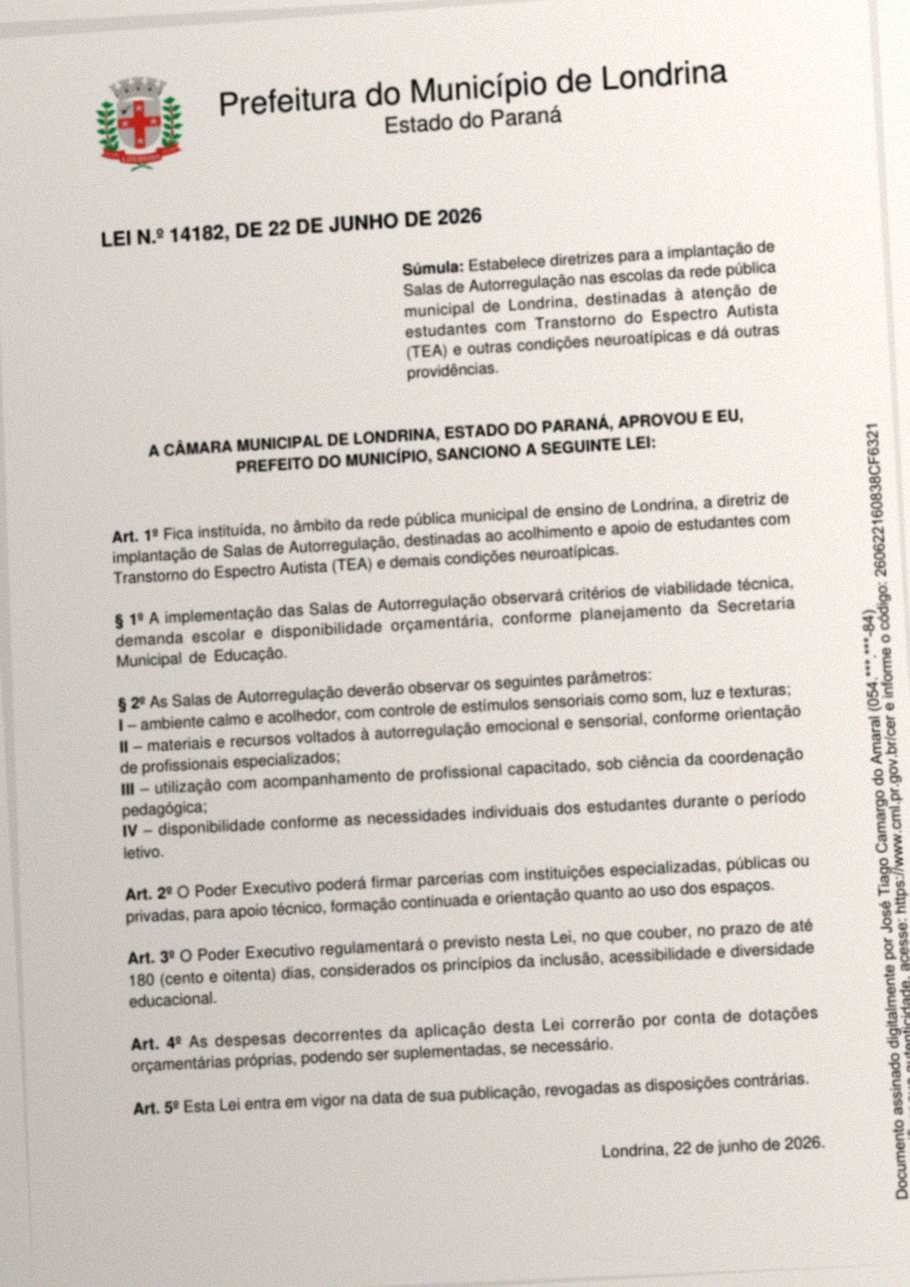 Prefeitura do Município de Londrina
Estado do Paraná
LONDRINA
LEI N.º 14182, DE 22 DE JUNHO DE 2026
Súmula: Estabelece diretrizes para a implantação de
Salas de Autorregulação nas escolas da rede pública
municipal de Londrina, destinadas à atenção de
estudantes com Transtorno do Espectro Autista
(TEA) e outras condições neuroatípicas e dá outras
providências.
A CÂMARA MUNICIPAL DE LONDRINA, ESTADO DO PARANÁ, APROVOU E EU,
PREFEITO DO MUNICÍPIO, SANCIONO A SEGUINTE LEI:
Art. 1º Fica instituída, no âmbito da rede pública municipal de ensino de Londrina, a diretriz de
implantação de Salas de Autorregulação, destinadas ao acolhimento e apoio de estudantes com
Transtorno do Espectro Autista (TEA) e demais condições neuroatípicas.
§ 1º A implementação das Salas de Autorregulação observará critérios de viabilidade técnica,
demanda escolar e disponibilidade orçamentária, conforme planejamento da Secretaria
Municipal de Educação.
§ 2º As Salas de Autorregulação deverão observar os seguintes parâmetros:
I – ambiente calmo e acolhedor, com controle de estímulos sensoriais como som, luz e texturas;
II – materiais e recursos voltados à autorregulação emocional e sensorial, conforme orientação
de profissionais especializados;
III – utilização com acompanhamento de profissional capacitado, sob ciência da coordenação
pedagógica;
IV – disponibilidade conforme as necessidades individuais dos estudantes durante o período
letivo.
Art. 2º O Poder Executivo poderá firmar parcerias com instituições especializadas, públicas ou
privadas, para apoio técnico, formação continuada e orientação quanto ao uso dos espaços.
Art. 3º O Poder Executivo regulamentará o previsto nesta Lei, no que couber, no prazo de até
180 (cento e oitenta) dias, considerados os princípios da inclusão, acessibilidade e diversidade
educacional.
Art. 4º As despesas decorrentes da aplicação desta Lei correrão por conta de dotações
orçamentárias próprias, podendo ser suplementadas, se necessário.
Art. 5º Esta Lei entra em vigor na data de sua publicação, revogadas as disposições contrárias.
Londrina, 22 de junho de 2026.
Documento assinado digitalmente por José Tiago Camargo do Amaral (054.***.***-84)
autenticidade, acesse: https://www.cml.pr.gov.br/cer e informe o código: 260622160838CF6321